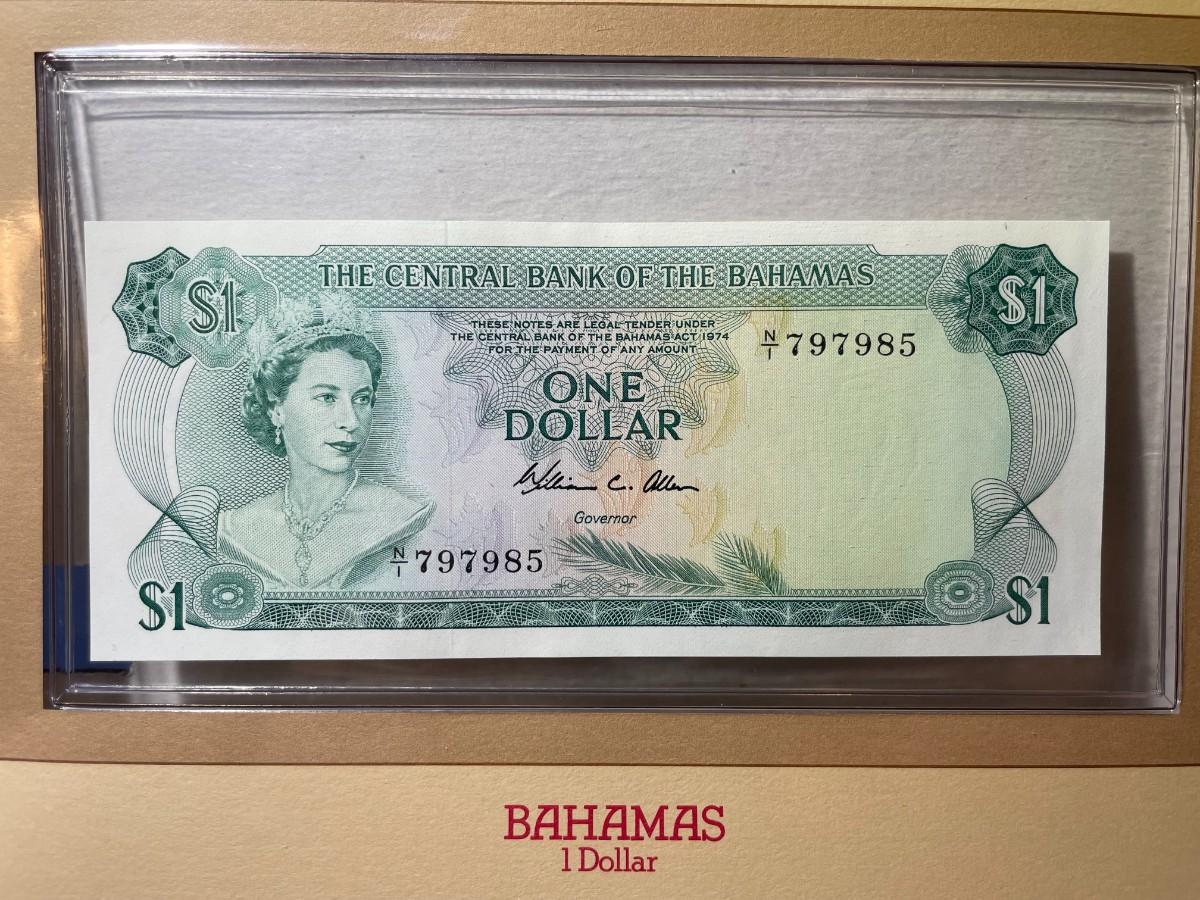 THE CENTRAL BANK OF THE BAHAMAS
$1
$1
THESE NOTES ARE LEGAL TENDER UNDER
THE CENTRAL BANK OF THE BAHAMAS ACT 1974
FOR THE PAYMENT OF ANY AMOUNT
N/1 797985
ONE
DOLLAR
William C. Allen
Governor
N/1 797985
$1
$1
BAHAMAS
1 Dollar